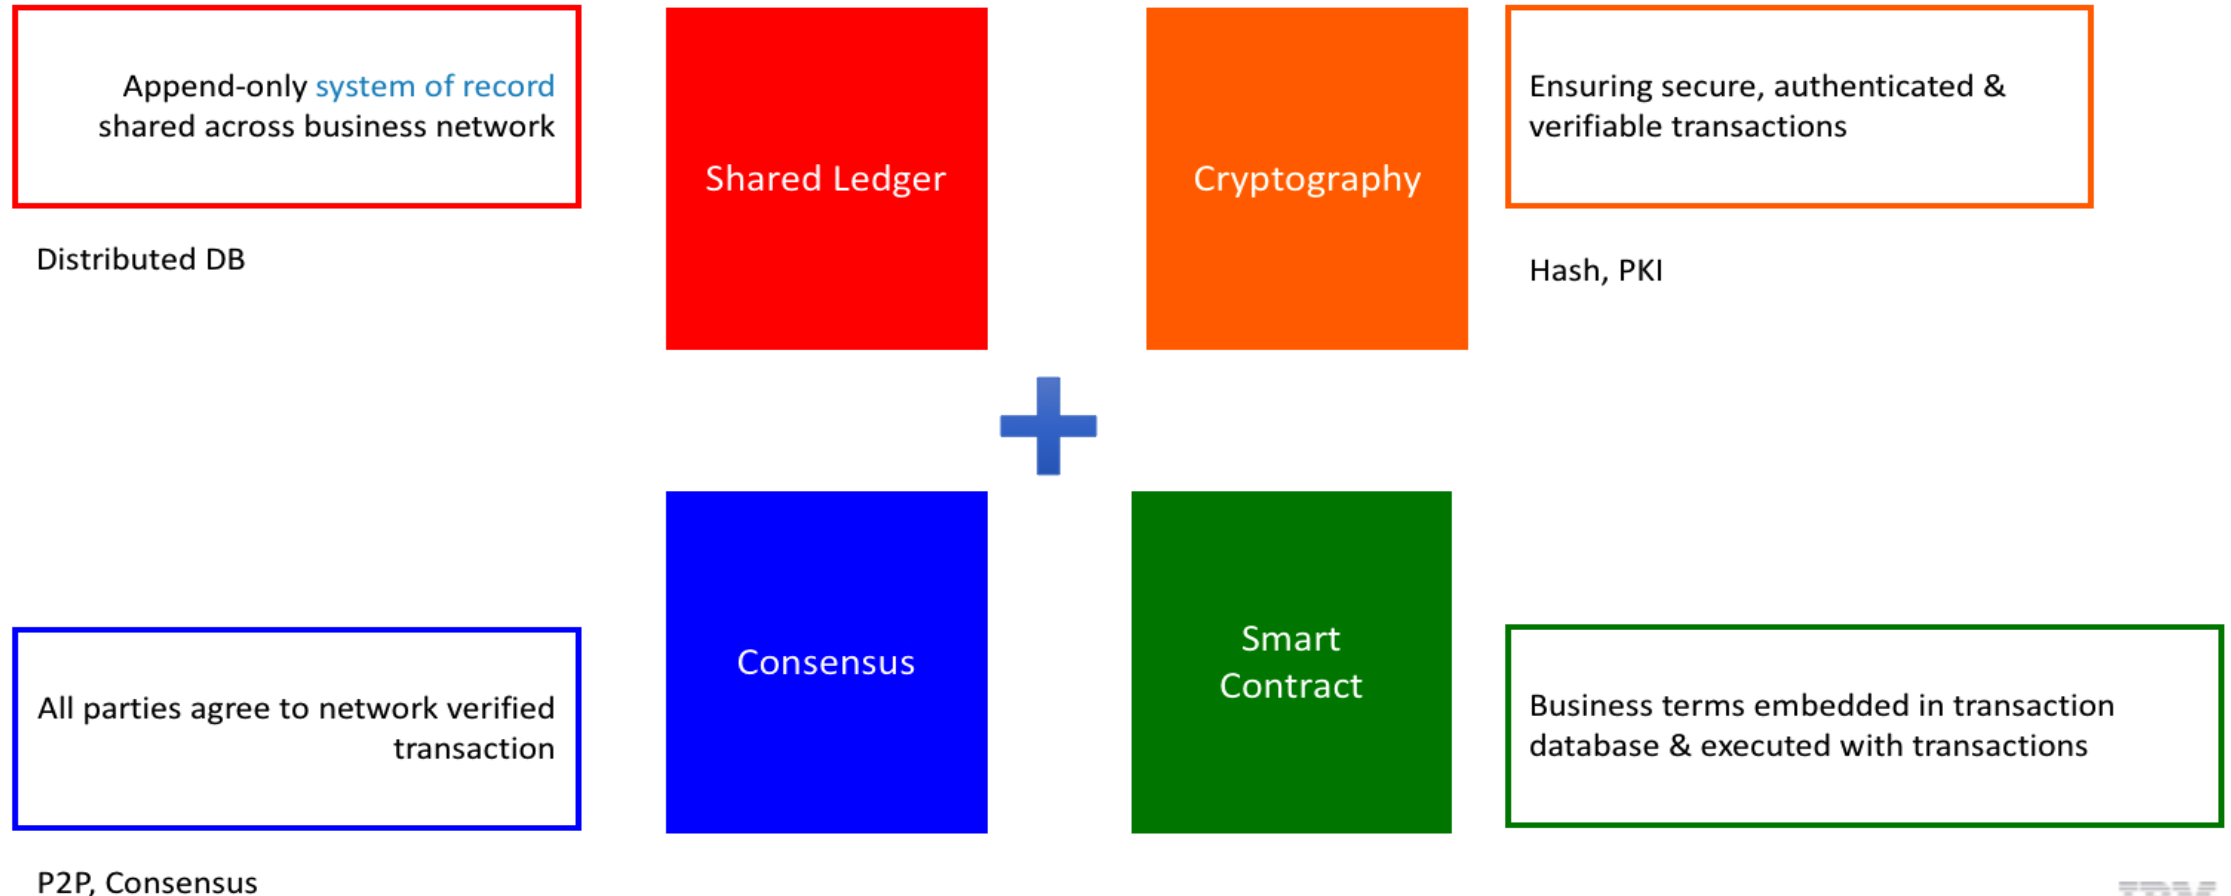 Append-only system of record
shared across business network
Distributed DB
Shared Ledger
Cryptography
Ensuring secure, authenticated &
verifiable transactions
Hash, PKI
All parties agree to network verified
transaction
P2P, Consensus
Consensus
Smart
Contract
Business terms embedded in transaction
database & executed with transactions